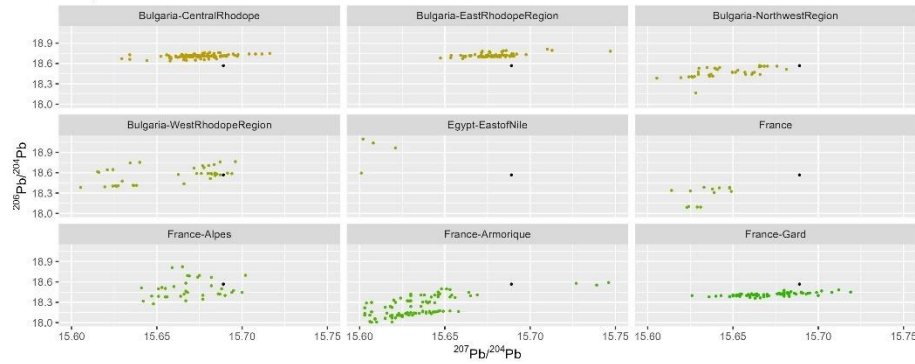 Bulgaria-CentralRhodope Bulgaria-EastRhodopeRegion Bulgaria-NorthwestRegion
18.9
18.6
18.3
18.0
Bulgaria-WestRhodopeRegion Egypt-EastofNile France
18.9
18.6
18.3
18.0
France-Alpes France-Armorique France-Gard
18.9
18.6
18.3
18.0
15.60 15.65 15.70 15.75 15.60 15.65 15.70 15.75 15.60 15.65 15.70 15.75
²⁰⁶Pb/²⁰⁴Pb
²⁰⁷Pb/²⁰⁴Pb